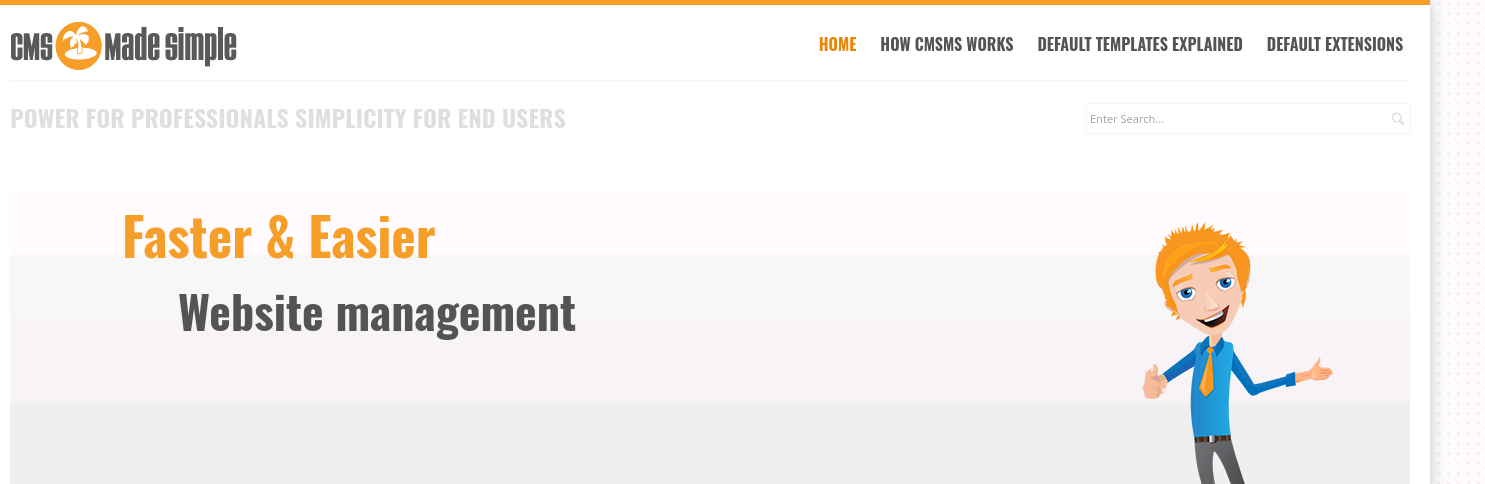 CMS made simple
HOME HOW CMSMS WORKS DEFAULT TEMPLATES EXPLAINED DEFAULT EXTENSIONS
POWER FOR PROFESSIONALS SIMPLICITY FOR END USERS
Enter Search...
Faster & Easier
Website management